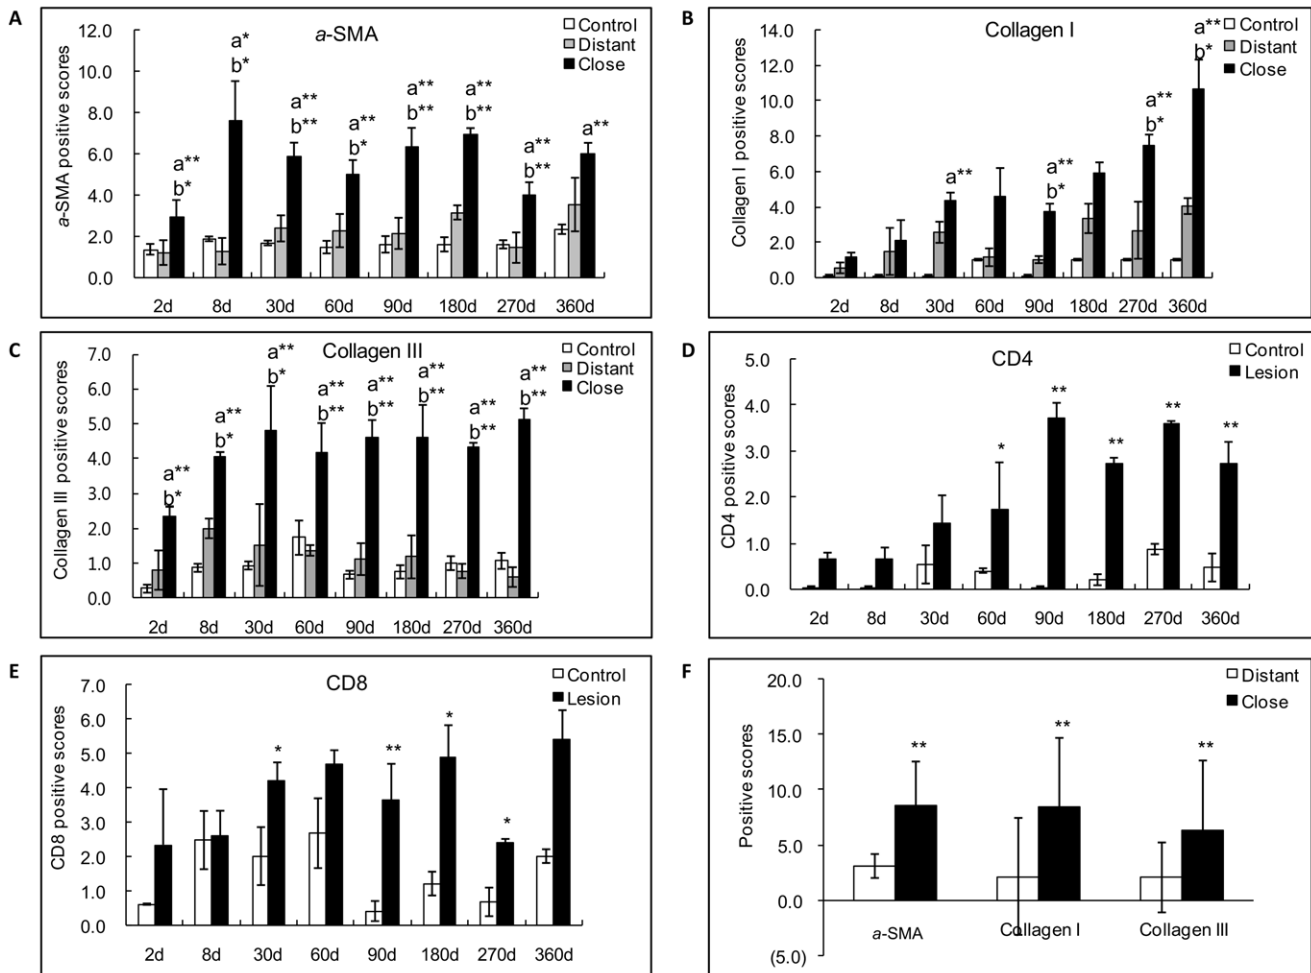 A
a-SMA
Control
Distant
Close
a-SMA positive scores
12.0
10.0
8.0
6.0
4.0
2.0
0.0
a**
b*
a*
b*
a**
b**
a**
b*
a**
b**
a**
b**
a**
b**
a**
2d 8d 30d 60d 90d 180d 270d 360d
B
Collagen I
Control
Distant
Close
Collagen I positive scores
14.0
12.0
10.0
8.0
6.0
4.0
2.0
0.0
a**
a**
b*
a**
b*
a**
b*
2d 8d 30d 60d 90d 180d 270d 360d
C
Collagen III
Control
Distant
Close
Collagen III positive scores
7.0
6.0
5.0
4.0
3.0
2.0
1.0
0.0
a**
b*
a**
b*
a**
b*
a**
b**
a**
b**
a**
b**
a**
b**
a**
b**
2d 8d 30d 60d 90d 180d 270d 360d
D
CD4
Control
Lesion
CD4 positive scores
5.0
4.0
3.0
2.0
1.0
0.0
* ** ** ** **
2d 8d 30d 60d 90d 180d 270d 360d
E
CD8
Control
Lesion
CD8 positive scores
7.0
6.0
5.0
4.0
3.0
2.0
1.0
0.0
* ** * *
2d 8d 30d 60d 90d 180d 270d 360d
F
Distant
Close
Positive scores
20.0
15.0
10.0
5.0
0.0
(5.0)
** ** **
a-SMA Collagen I Collagen III